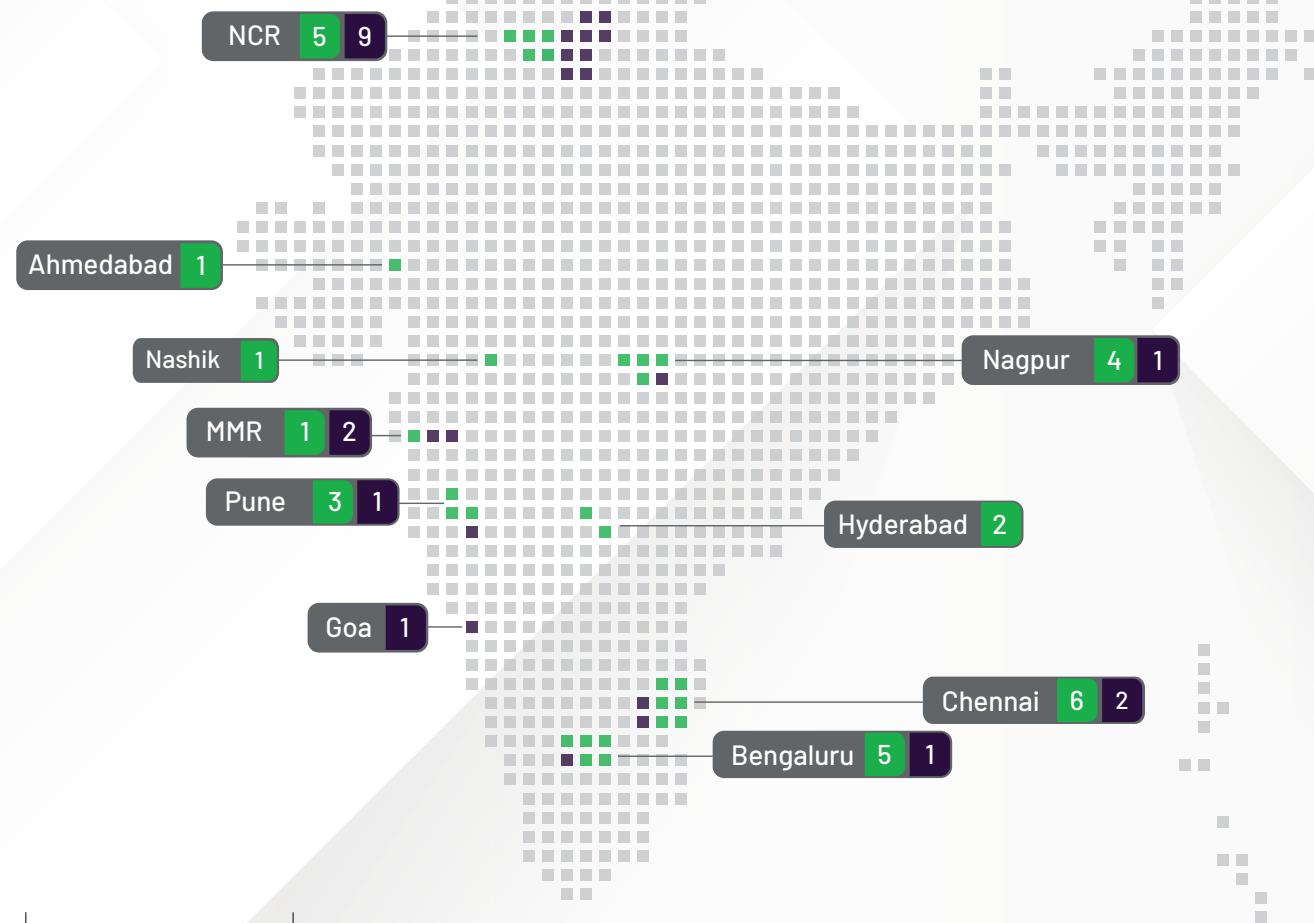 NCR 5 9
Ahmedabad 1
Nashik 1
Nagpur 4 1
MMR 1 2
Pune 3 1
Hyderabad 2
Goa 1
Chennai 6 2
Bengaluru 5 1